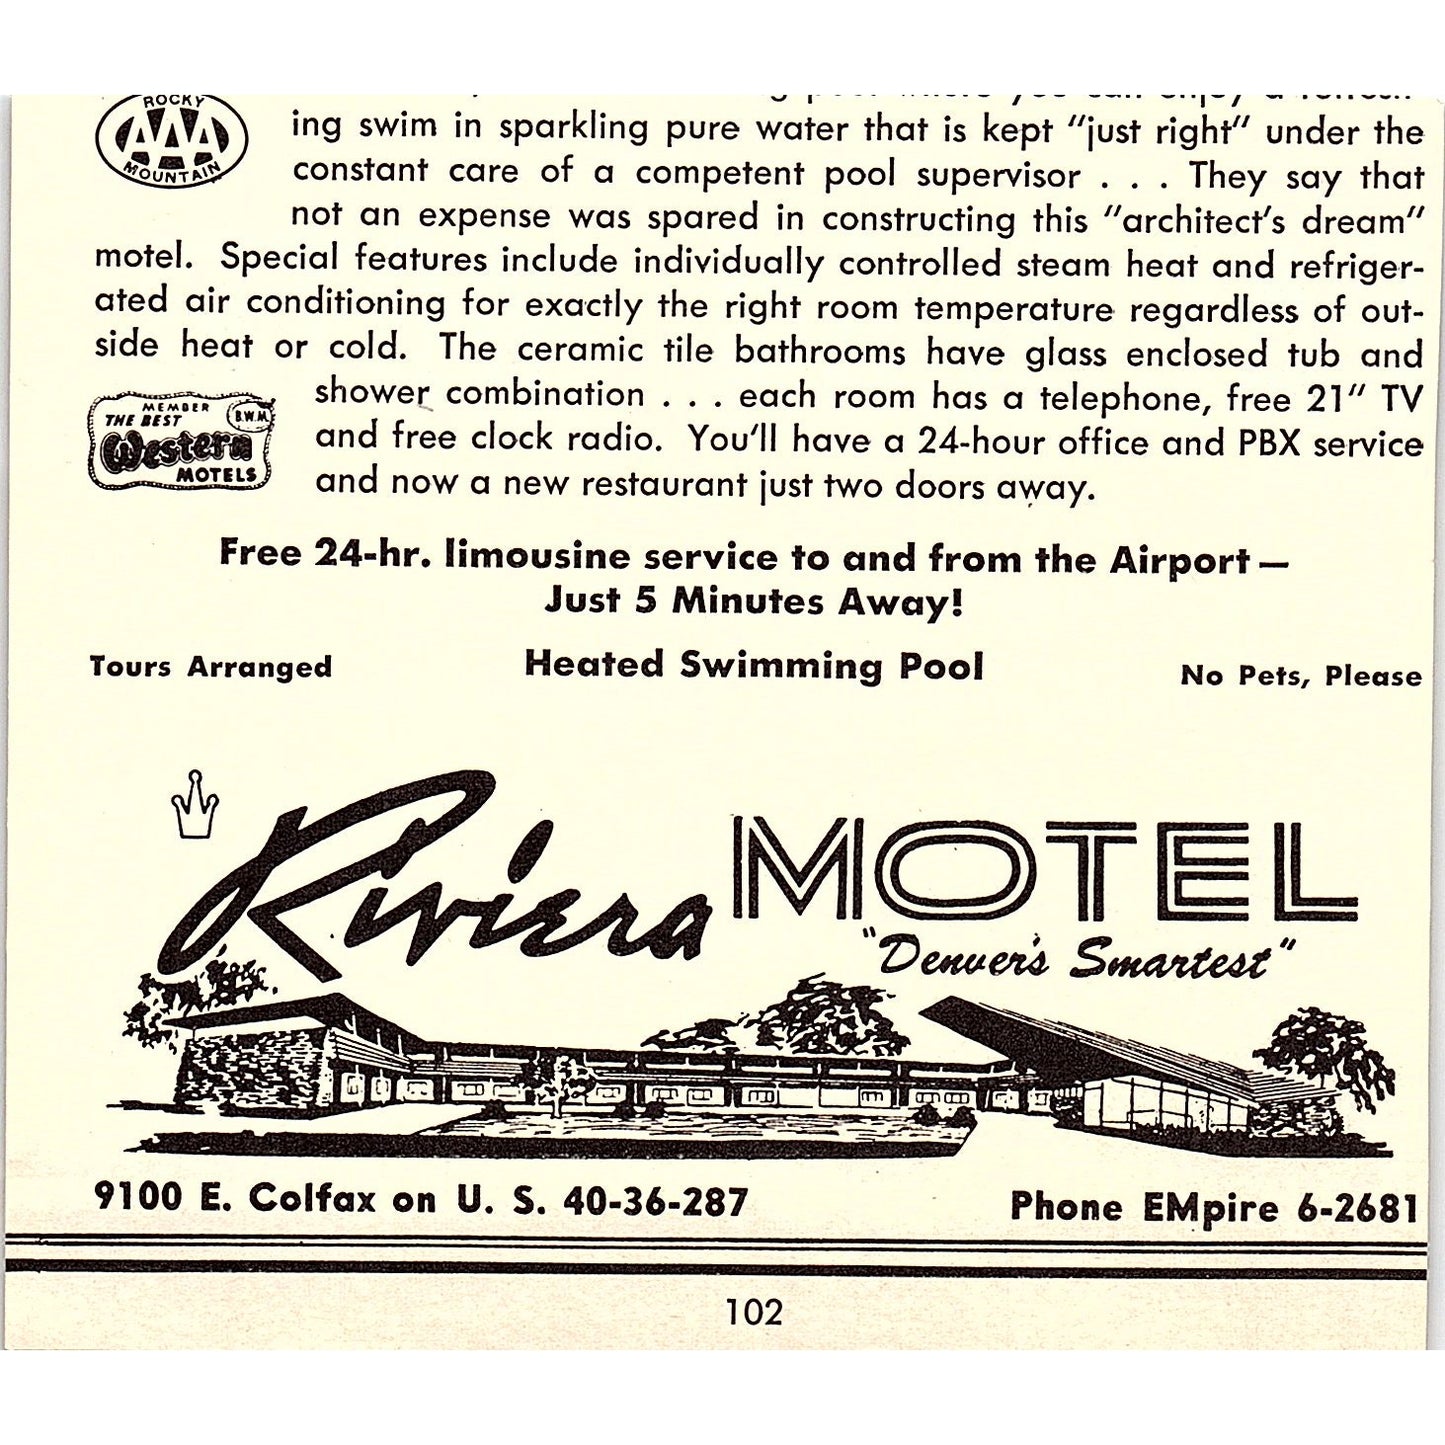 pool where you can enjoy a refresh-
ROCKY
AAA
MOUNTAIN
ing swim in sparkling pure water that is kept "just right" under the
constant care of a competent pool supervisor . . . They say that
not an expense was spared in constructing this "architect's dream"
motel. Special features include individually controlled steam heat and refriger-
ated air conditioning for exactly the right room temperature regardless of out-
side heat or cold. The ceramic tile bathrooms have glass enclosed tub and
shower combination . . . each room has a telephone, free 21" TV
and free clock radio. You'll have a 24-hour office and PBX service
and now a new restaurant just two doors away.
MEMBER
THE BEST
B.W.M.
Western
MOTELS
Free 24-hr. limousine service to and from the Airport—
Just 5 Minutes Away!
Tours Arranged
Heated Swimming Pool
No Pets, Please
Riviera MOTEL
"Denver's Smartest"
9100 E. Colfax on U. S. 40-36-287
Phone EMpire 6-2681
102